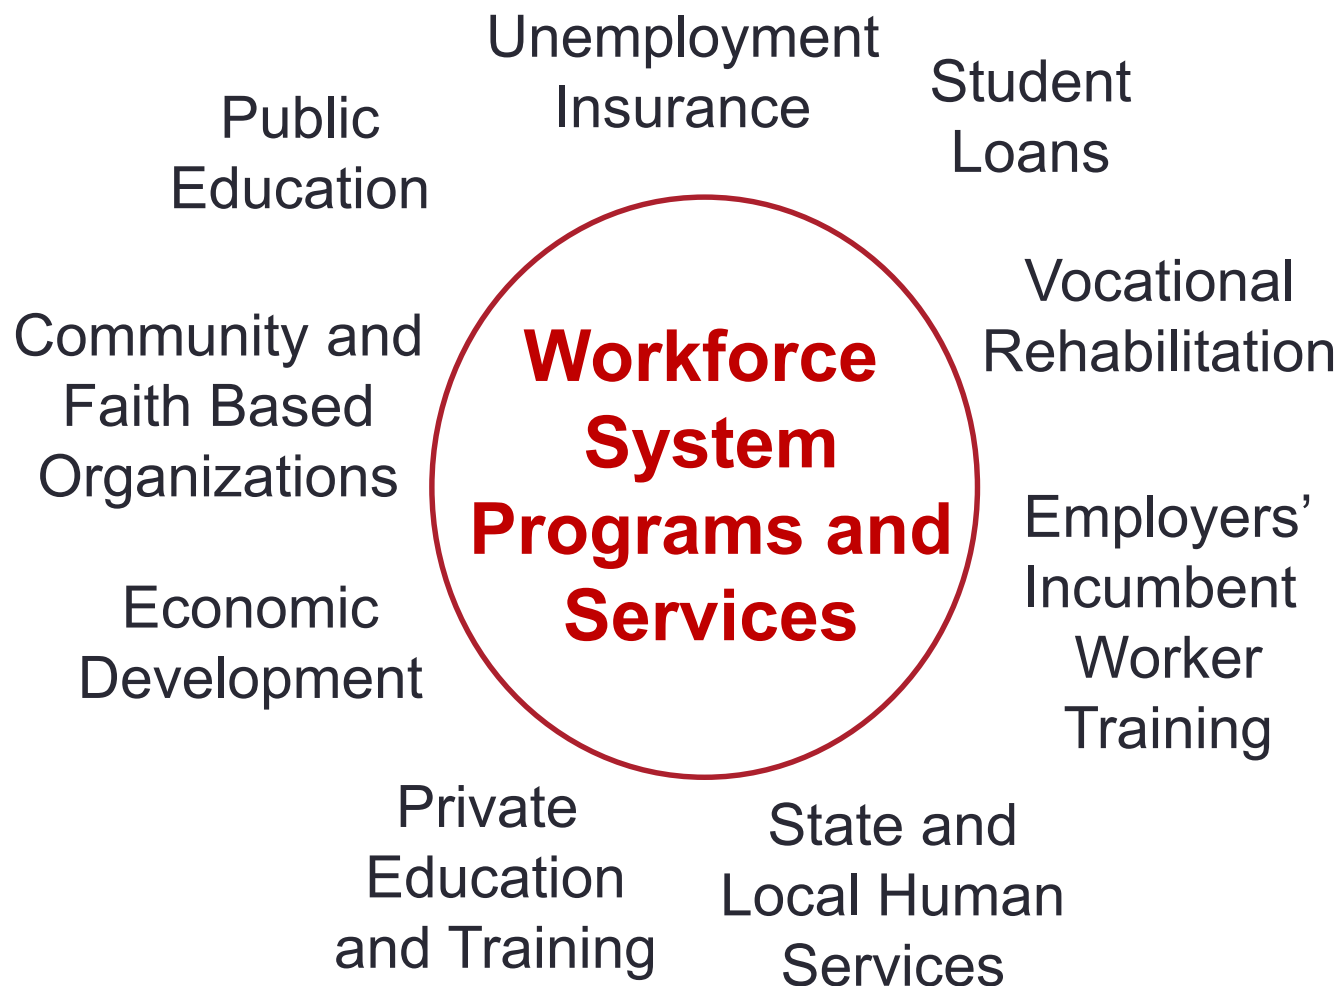 Unemployment
Insurance
Student
Loans
Public
Education
Vocational
Rehabilitation
Community and
Faith Based
Organizations
Workforce
System
Programs and
Services
Employers’
Incumbent
Worker
Training
Economic
Development
Private
Education
and Training
State and
Local Human
Services